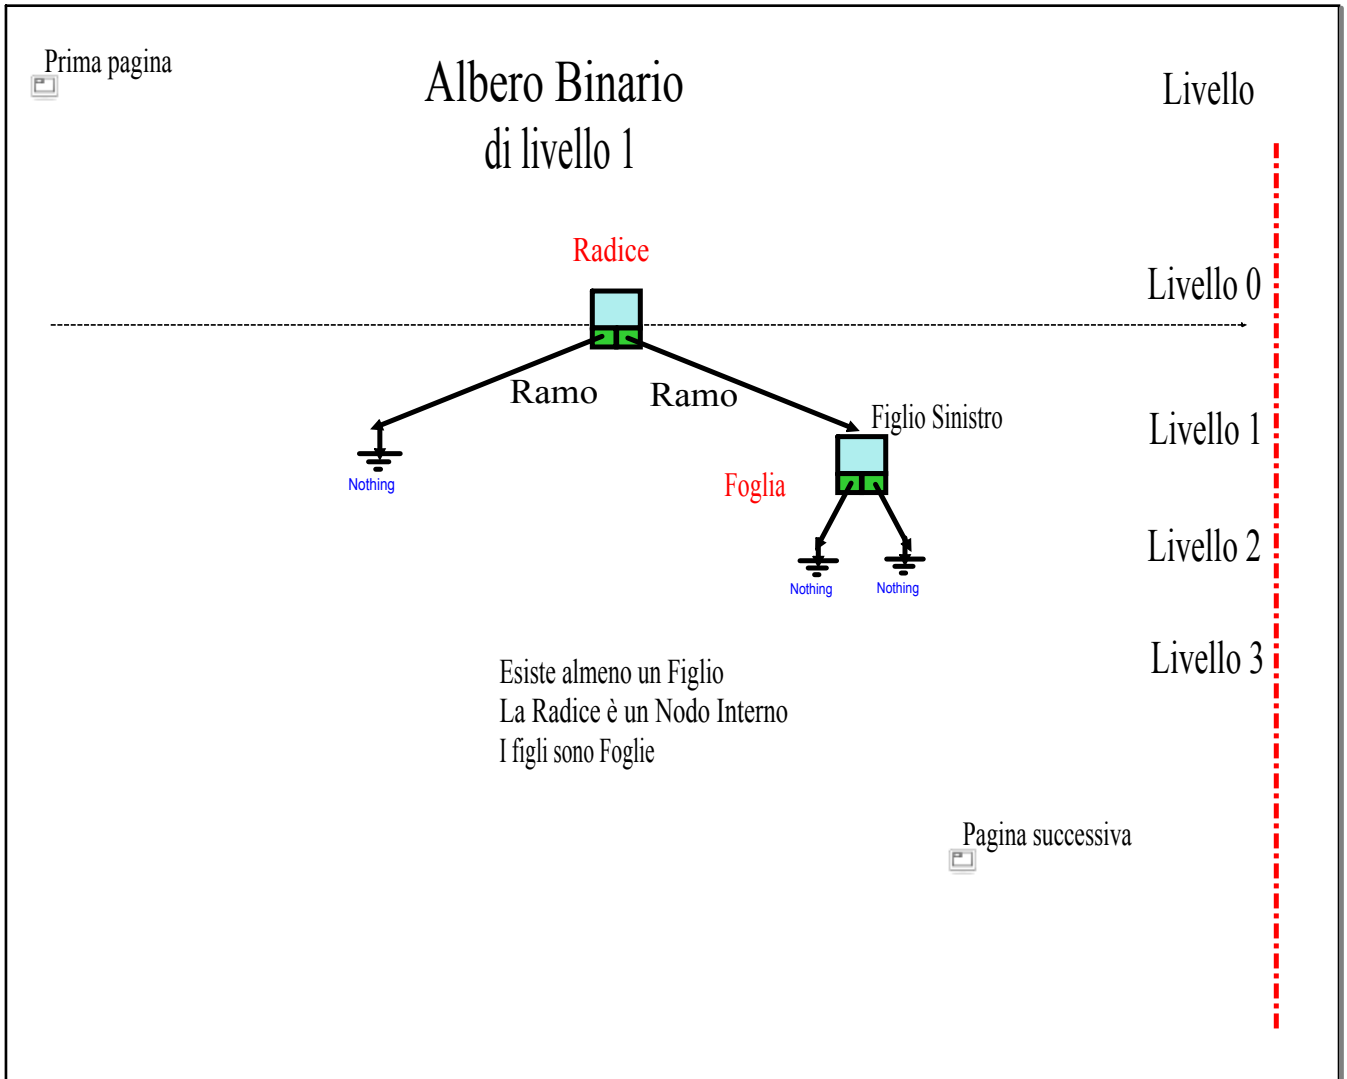 Prima pagina
Albero Binario
di livello 1
Livello
Radice
Livello 0
Ramo
Ramo
Figlio Sinistro
Livello 1
Nothing
Foglia
Livello 2
Nothing
Nothing
Livello 3
Esiste almeno un Figlio
La Radice è un Nodo Interno
I figli sono Foglie
Pagina successiva